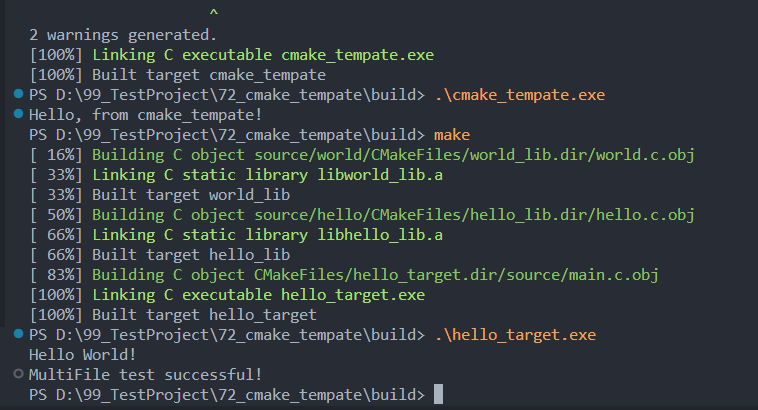 ^
2 warnings generated.
[100%] Linking C executable cmake_tempate.exe
[100%] Built target cmake_tempate
PS D:\99_TestProject\72_cmake_tempate\build> .\cmake_tempate.exe
Hello, from cmake_tempate!
PS D:\99_TestProject\72_cmake_tempate\build> make
[ 16%] Building C object source/world/CMakeFiles/world_lib.dir/world.c.obj
[ 33%] Linking C static library libworld_lib.a
[ 33%] Built target world_lib
[ 50%] Building C object source/hello/CMakeFiles/hello_lib.dir/hello.c.obj
[ 66%] Linking C static library libhello_lib.a
[ 66%] Built target hello_lib
[ 83%] Building C object CMakeFiles/hello_target.dir/source/main.c.obj
[100%] Linking C executable hello_target.exe
[100%] Built target hello_target
PS D:\99_TestProject\72_cmake_tempate\build> .\hello_target.exe
Hello World!
MultiFile test successful!
PS D:\99_TestProject\72_cmake_tempate\build>